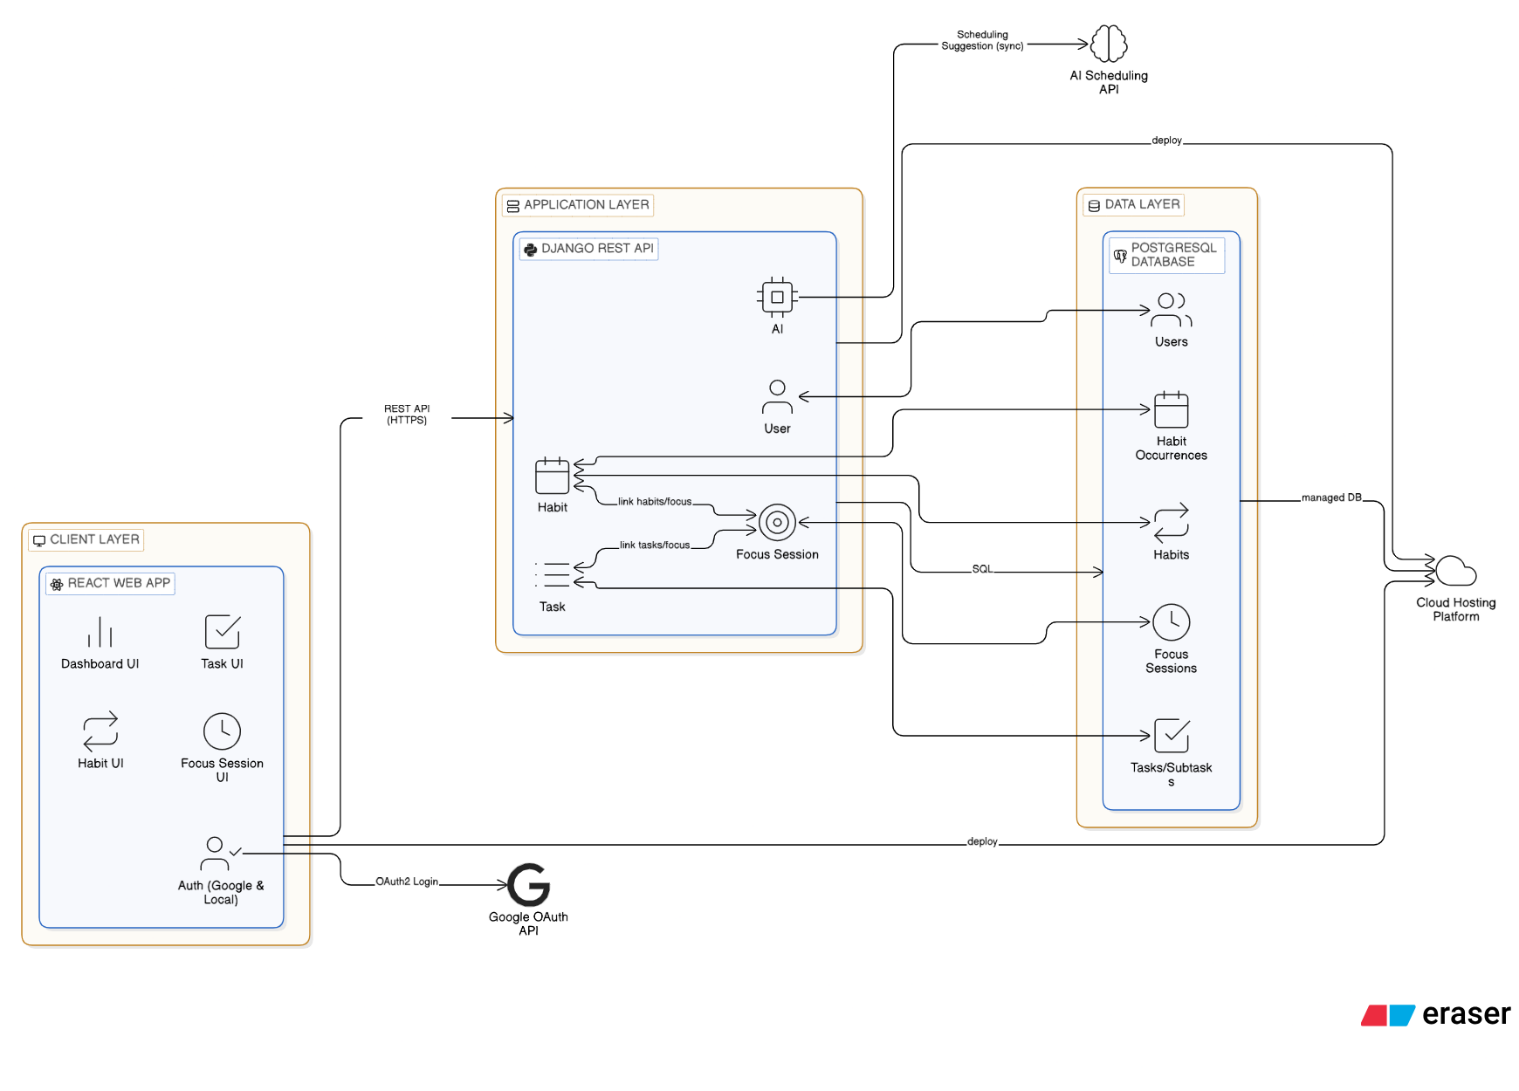 Scheduling
Suggestion (sync)
AI Scheduling
API
deploy
APPLICATION LAYER
DJANGO REST API
AI
User
Habit
link habits/focus
Focus Session
link tasks/focus
Task
REST API
(HTTPS)
DATA LAYER
POSTGRESQL
DATABASE
Users
Habit
Occurrences
Habits
Focus
Sessions
Tasks/Subtask
s
SQL
managed DB
Cloud Hosting
Platform
CLIENT LAYER
REACT WEB APP
Dashboard UI
Task UI
Habit UI
Focus Session
UI
Auth (Google &
Local)
deploy
OAuth2 Login
Google OAuth
API
eraser